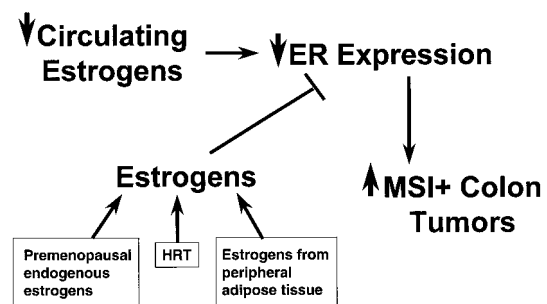 Circulating
Estrogens
ER Expression
MSI+ Colon
Tumors
Estrogens
Premenopausal
endogenous
estrogens
HRT
Estrogens from
peripheral
adipose tissue